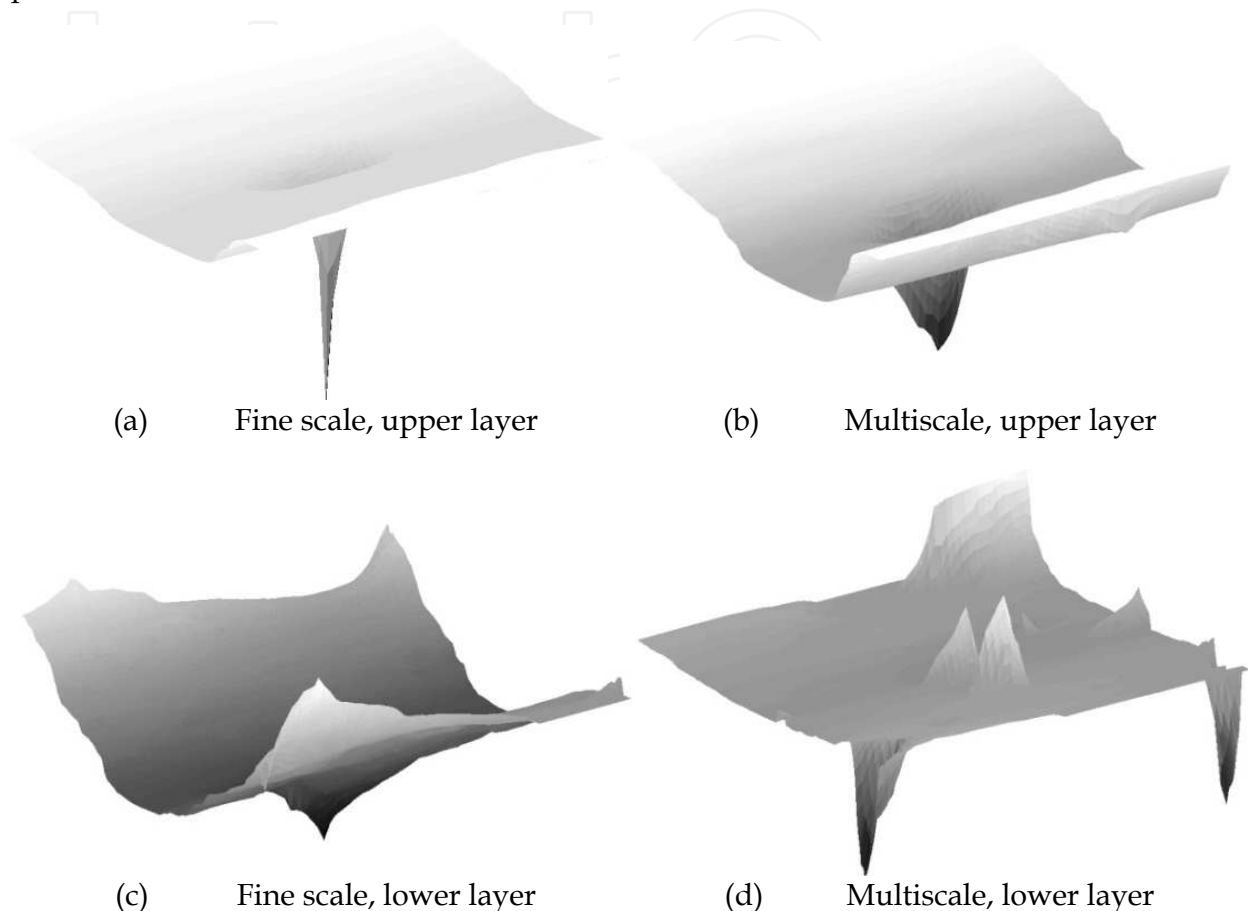 (a) Fine scale, upper layer
(b) Multiscale, upper layer
(c) Fine scale, lower layer
(d) Multiscale, lower layer